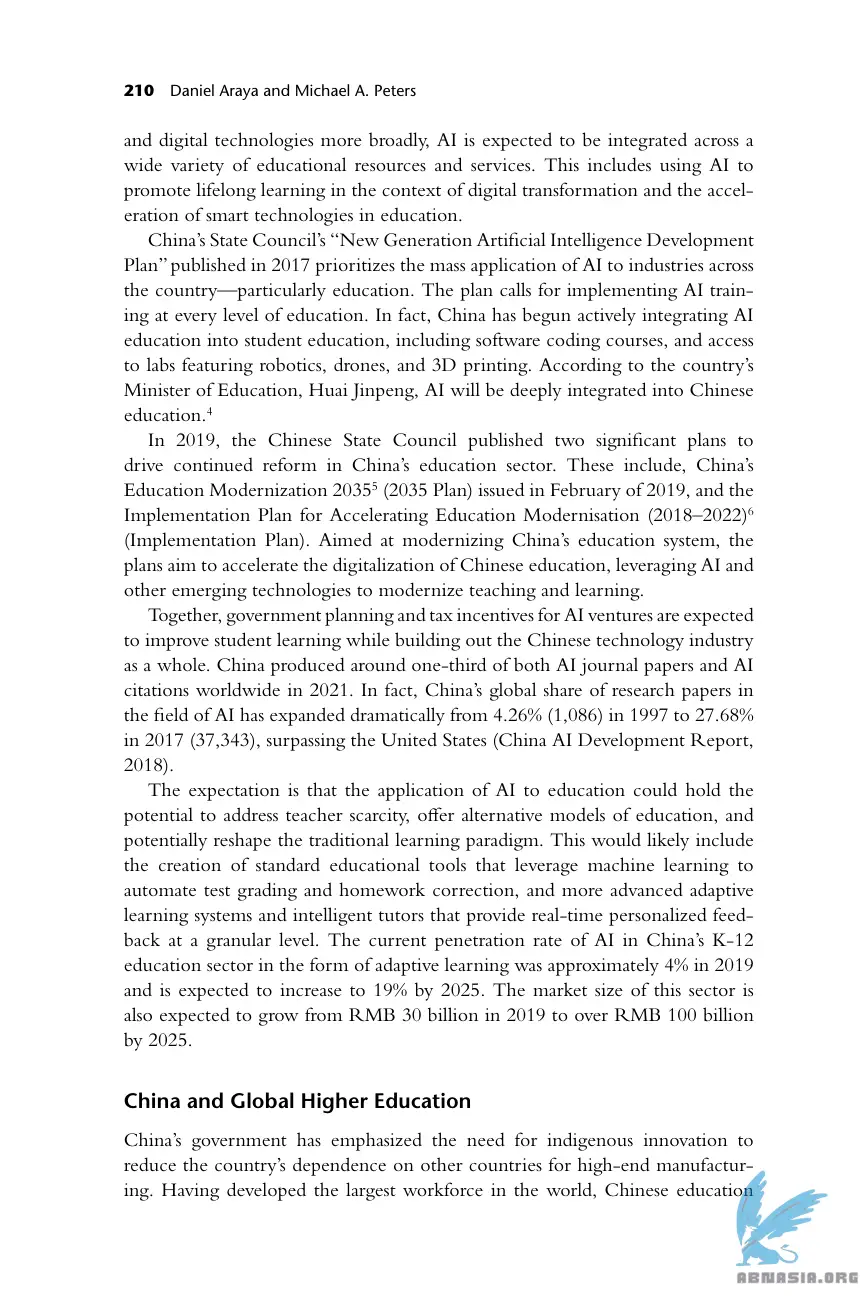 210 Daniel Araya and Michael A. Peters
and digital technologies more broadly, AI is expected to be integrated across a
wide variety of educational resources and services. This includes using AI to
promote lifelong learning in the context of digital transformation and the accel-
eration of smart technologies in education.
China’s State Council’s “New Generation Artificial Intelligence Development
Plan” published in 2017 prioritizes the mass application of AI to industries across
the country—particularly education. The plan calls for implementing AI train-
ing at every level of education. In fact, China has begun actively integrating AI
education into student education, including software coding courses, and access
to labs featuring robotics, drones, and 3D printing. According to the country’s
Minister of Education, Huai Jinpeng, AI will be deeply integrated into Chinese
education.⁴
In 2019, the Chinese State Council published two significant plans to
drive continued reform in China’s education sector. These include, China’s
Education Modernization 2035⁵ (2035 Plan) issued in February of 2019, and the
Implementation Plan for Accelerating Education Modernisation (2018–2022)⁶
(Implementation Plan). Aimed at modernizing China’s education system, the
plans aim to accelerate the digitalization of Chinese education, leveraging AI and
other emerging technologies to modernize teaching and learning.
Together, government planning and tax incentives for AI ventures are expected
to improve student learning while building out the Chinese technology industry
as a whole. China produced around one-third of both AI journal papers and AI
citations worldwide in 2021. In fact, China’s global share of research papers in
the field of AI has expanded dramatically from 4.26% (1,086) in 1997 to 27.68%
in 2017 (37,343), surpassing the United States (China AI Development Report,
2018).
The expectation is that the application of AI to education could hold the
potential to address teacher scarcity, offer alternative models of education, and
potentially reshape the traditional learning paradigm. This would likely include
the creation of standard educational tools that leverage machine learning to
automate test grading and homework correction, and more advanced adaptive
learning systems and intelligent tutors that provide real-time personalized feed-
back at a granular level. The current penetration rate of AI in China’s K-12
education sector in the form of adaptive learning was approximately 4% in 2019
and is expected to increase to 19% by 2025. The market size of this sector is
also expected to grow from RMB 30 billion in 2019 to over RMB 100 billion
by 2025.
China and Global Higher Education
China’s government has emphasized the need for indigenous innovation to
reduce the country’s dependence on other countries for high-end manufactur-
ing. Having developed the largest workforce in the world, Chinese education
ABNASIA.ORG